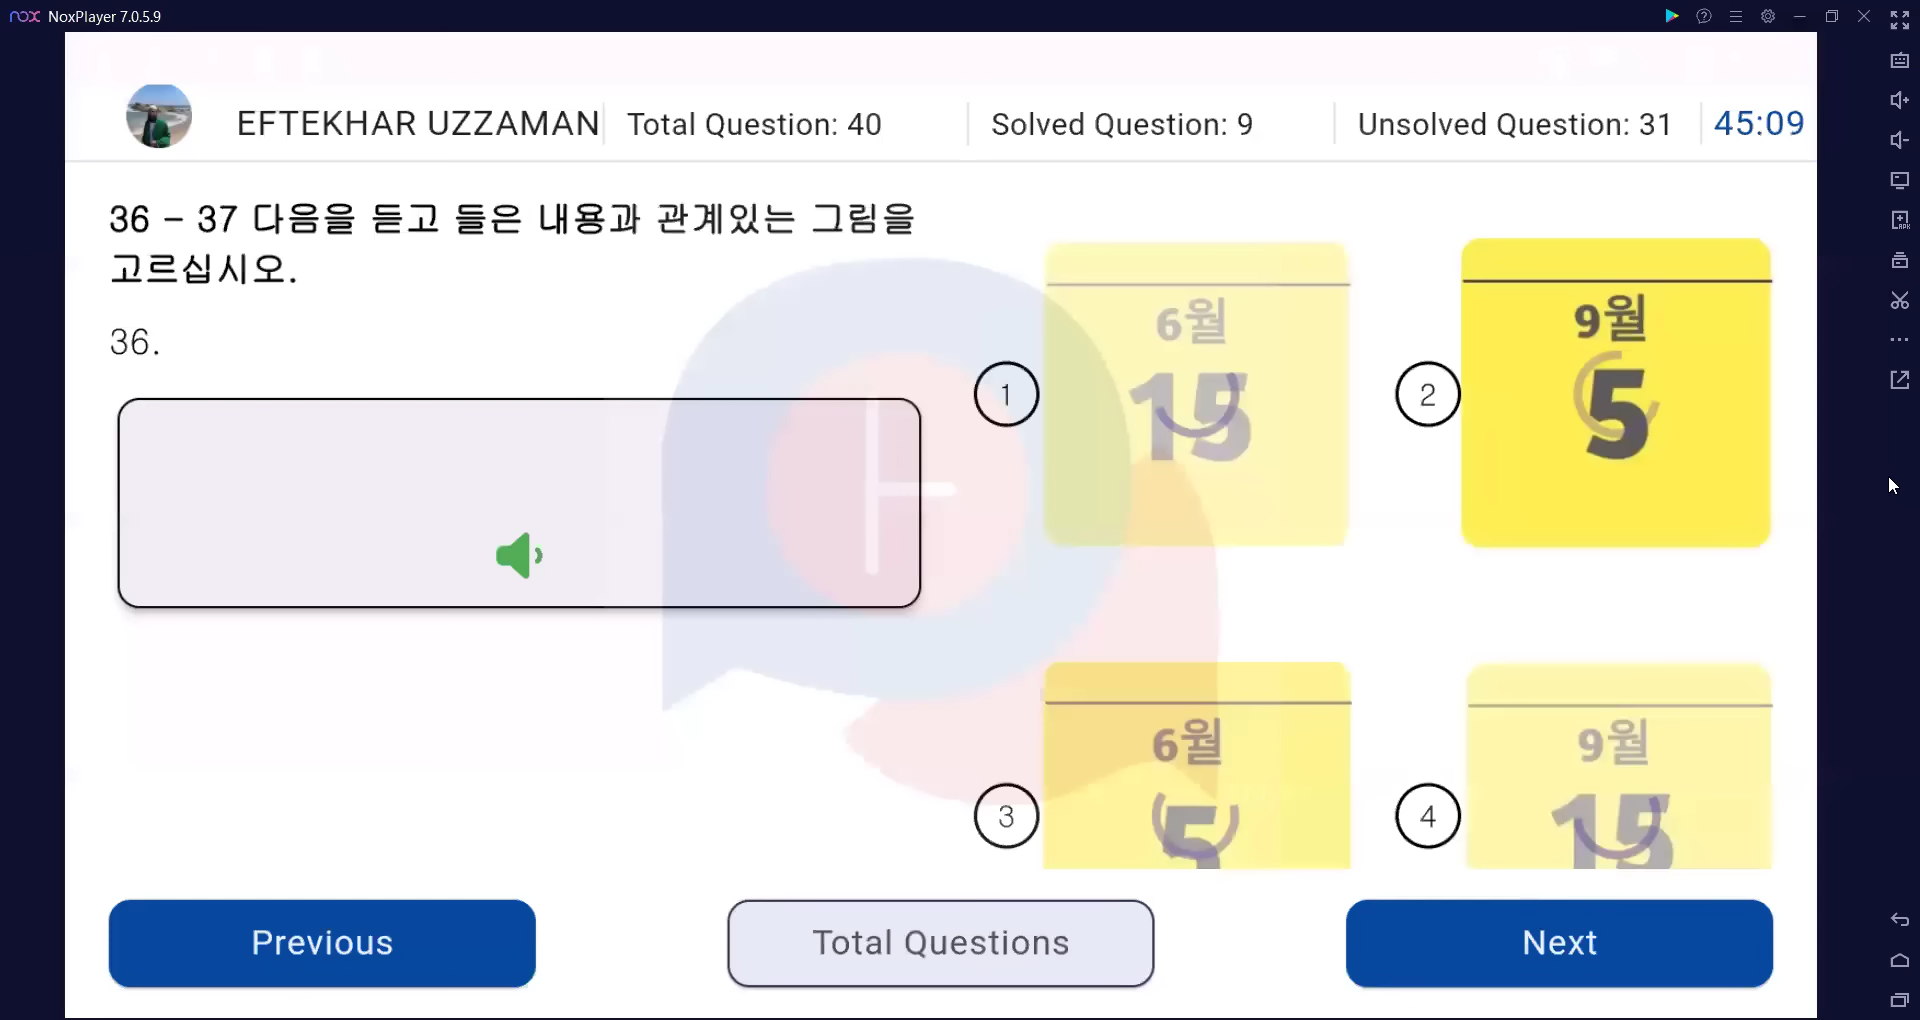 nox NoxPlayer 7.0.5.9
EFTEKHAR UZZAMAN
Total Question: 40
Solved Question: 9
Unsolved Question: 31
45:09
36 – 37 다음을 듣고 들은 내용과 관계있는 그림을
고르십시오.
36.
1
6월
15
2
9월
5
3
6월
5
4
9월
15
Previous
Total Questions
Next